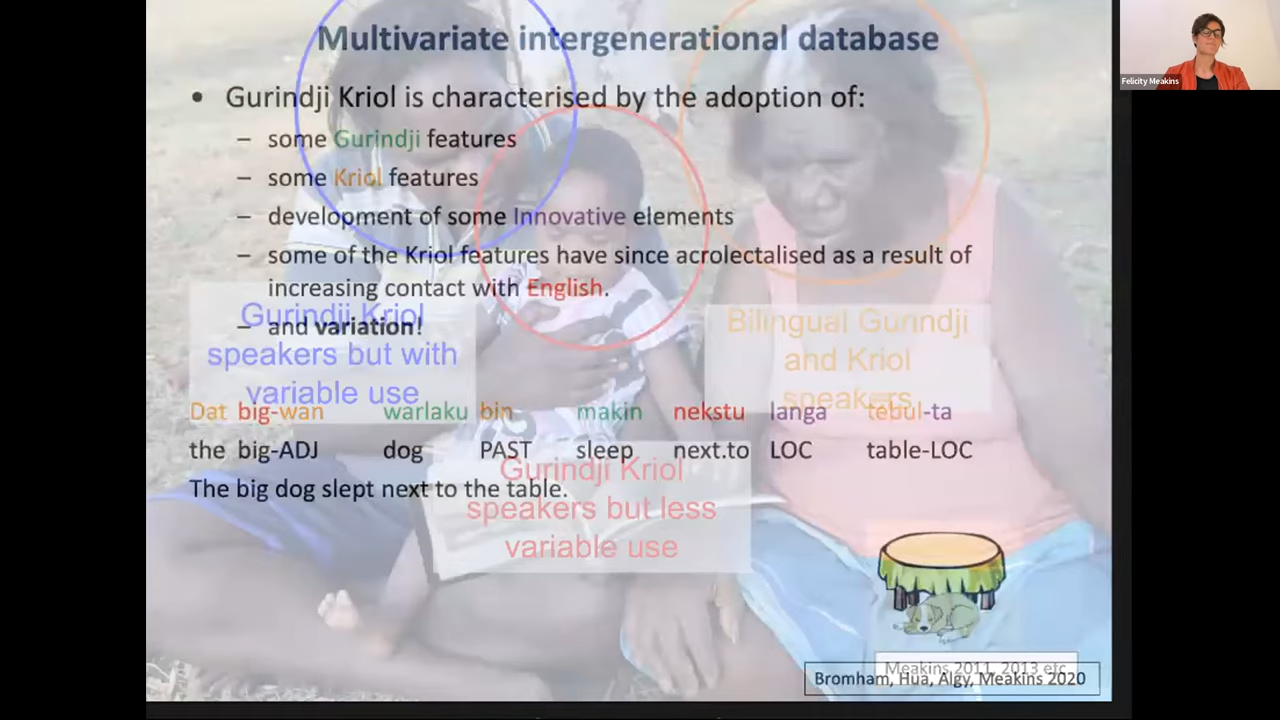 Multivariate intergenerational database
• Gurindji Kriol is characterised by the adoption of:
– some Gurindji features
– some Kriol features
– development of some Innovative elements
– some of the Kriol features have since acrolectalised as a result of
increasing contact with English.
– and variation!
Gurindji Kriol
speakers but with
variable use
Bilingual Gurindji
and Kriol
speakers
Dat big-wan warlaku bin makin nekstu langa tebul-ta
the big-ADJ dog PAST sleep next.to LOC table-LOC
The big dog slept next to the table.
Gurindji Kriol
speakers but less
variable use
Meakins 2011, 2013 etc
Bromham, Hua, Algy, Meakins 2020
Felicity Meakins